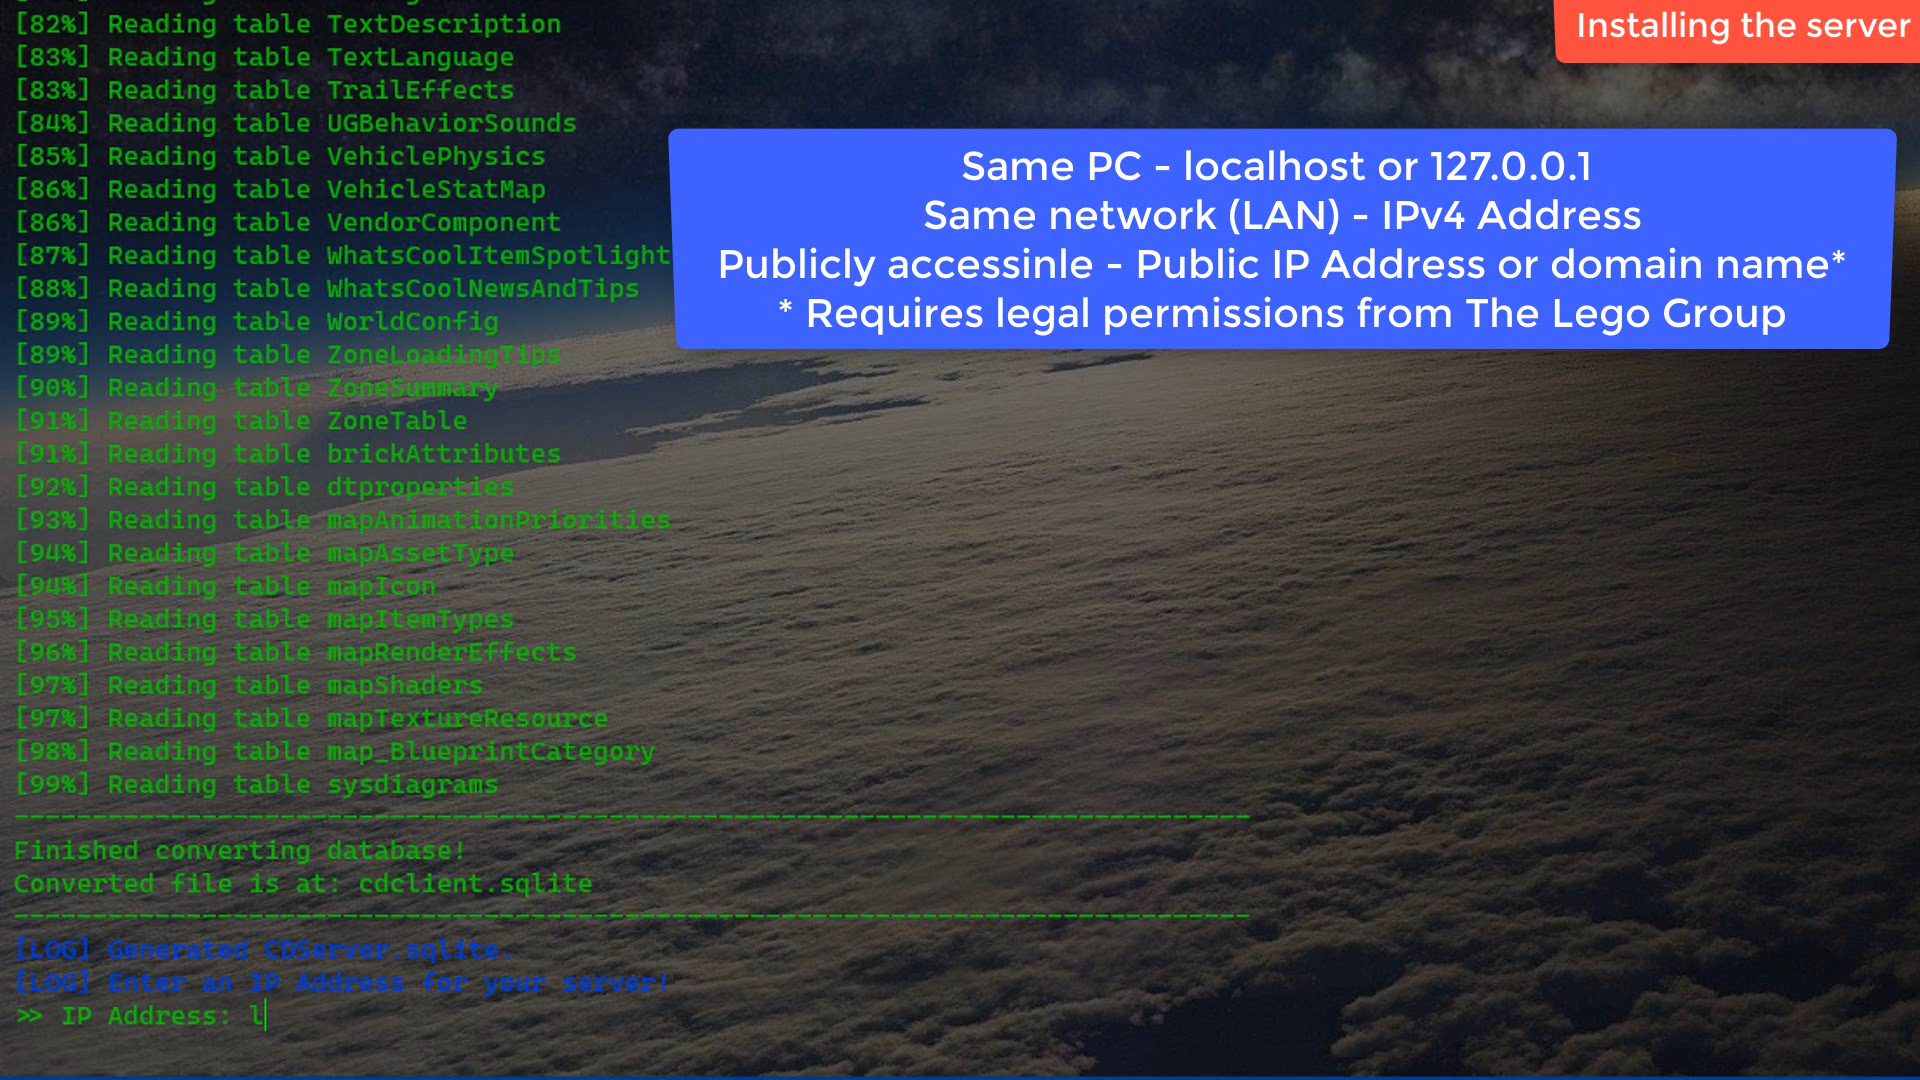 Installing the server
[82%] Reading table TextDescription
[83%] Reading table TextLanguage
[83%] Reading table TrailEffects
[84%] Reading table UGBehaviorSounds
[85%] Reading table VehiclePhysics
[86%] Reading table VehicleStatMap
[86%] Reading table VendorComponent
[87%] Reading table WhatsCoolItemSpotlight
[88%] Reading table WhatsCoolNewsAndTips
[89%] Reading table WorldConfig
[89%] Reading table ZoneLoadingTips
[90%] Reading table ZoneSummary
[91%] Reading table ZoneTable
[91%] Reading table brickAttributes
[92%] Reading table dtproperties
[93%] Reading table mapAnimationPriorities
[94%] Reading table mapAssetType
[94%] Reading table mapIcon
[95%] Reading table mapItemTypes
[96%] Reading table mapRenderEffects
[97%] Reading table mapShaders
[97%] Reading table mapTextureResource
[98%] Reading table map_BlueprintCategory
[99%] Reading table sysdiagrams
-------------------------------------------------------------------------------
Finished converting database!
Converted file is at: cdclient.sqlite
-------------------------------------------------------------------------------
[LOG] Generated CDServer.sqlite.
[LOG] Enter an IP Address for your server!
>> IP Address: l
Same PC - localhost or 127.0.0.1
Same network (LAN) - IPv4 Address
Publicly accessinle - Public IP Address or domain name*
* Requires legal permissions from The Lego Group